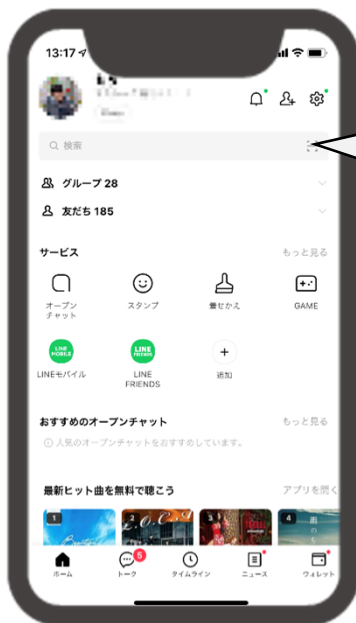 13:17
検索
グループ 28
友だち 185
サービス
もっと見る
オープン
チャット
スタンプ
着せかえ
GAME
LINE
MOBILE
LINE
FRIENDS
LINEモバイル
LINE
FRIENDS
追加
おすすめのオープンチャット
もっと見る
人気のオープンチャットをおすすめしています。
最新ヒット曲を無料で聴こう
アプリを開く
1
4
5
ホーム
トーク
タイムライン
ニュース
ウォレット